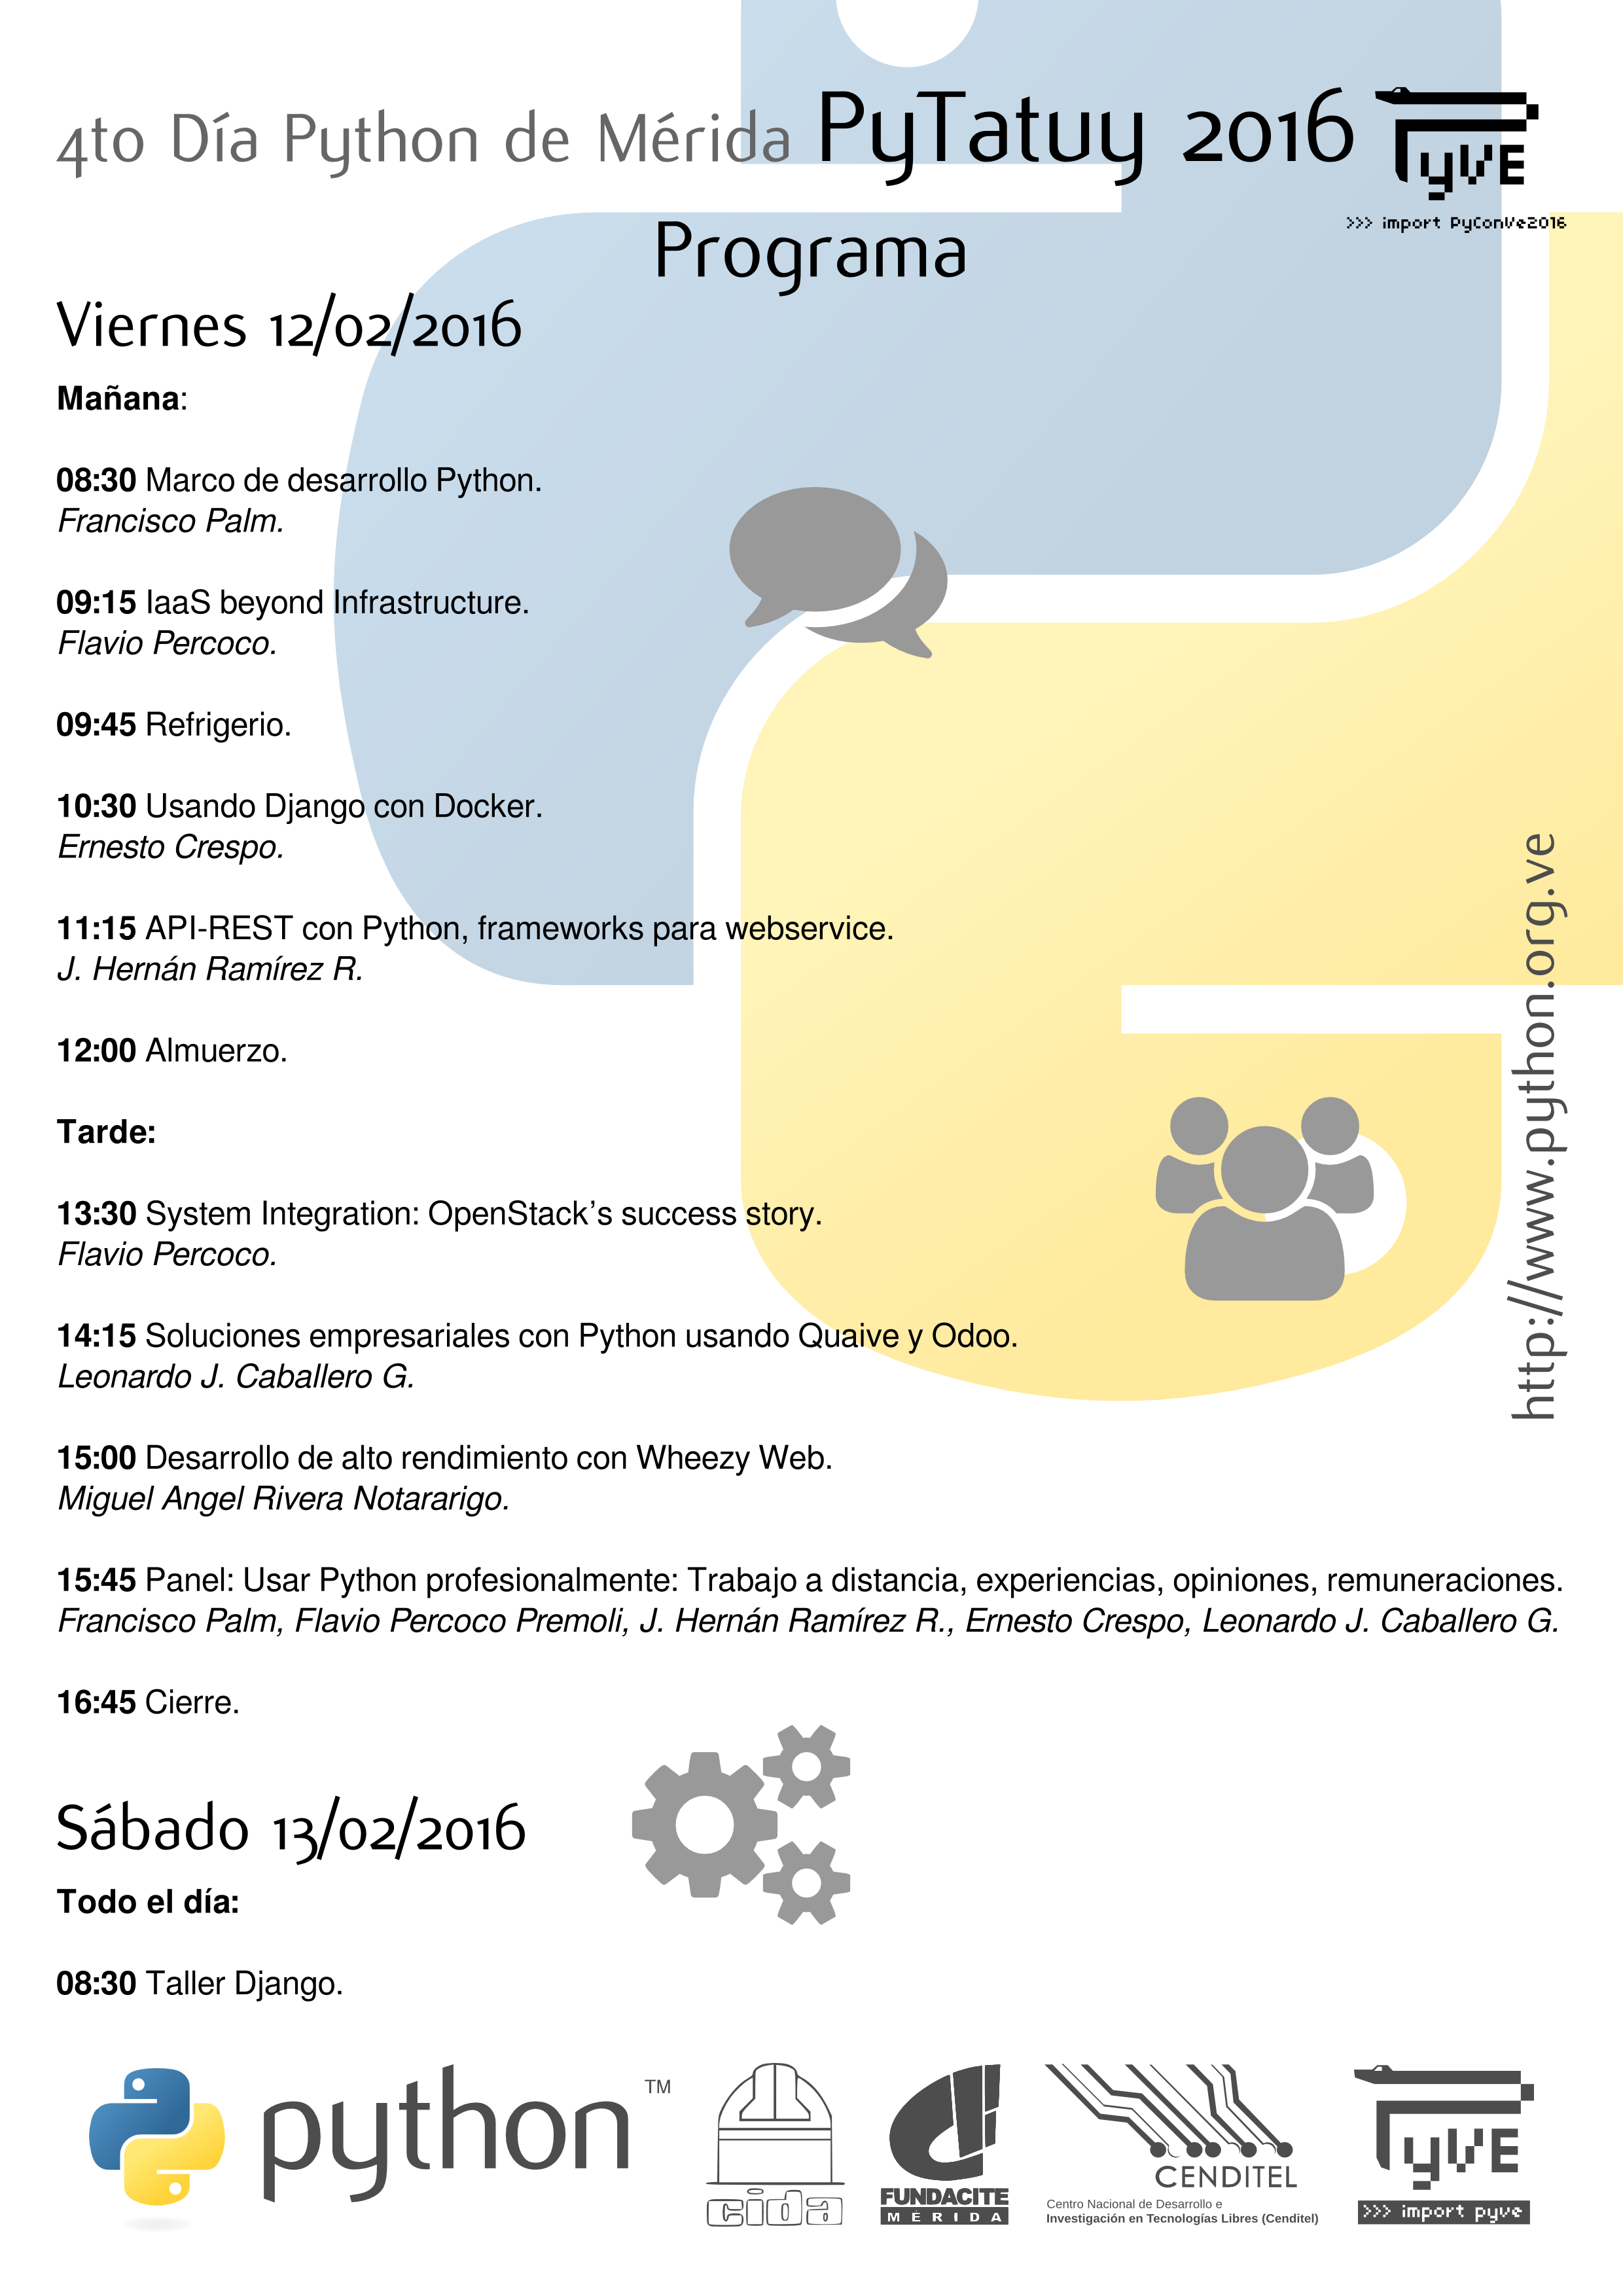 4to Día Python de Mérida PyTatuy 2016
yVE
>>> import PyConVe2016
Programa
Viernes 12/02/2016
Mañana:
08:30 Marco de desarrollo Python.
Francisco Palm.
09:15 IaaS beyond Infrastructure.
Flavio Percoco.
09:45 Refrigerio.
10:30 Usando Django con Docker.
Ernesto Crespo.
11:15 API-REST con Python, frameworks para webservice.
J. Hernán Ramírez R.
12:00 Almuerzo.
Tarde:
13:30 System Integration: OpenStack’s success story.
Flavio Percoco.
14:15 Soluciones empresariales con Python usando Quaive y Odoo.
Leonardo J. Caballero G.
15:00 Desarrollo de alto rendimiento con Wheezy Web.
Miguel Angel Rivera Notararigo.
15:45 Panel: Usar Python profesionalmente: Trabajo a distancia, experiencias, opiniones, remuneraciones.
Francisco Palm, Flavio Percoco Premoli, J. Hernán Ramírez R., Ernesto Crespo, Leonardo J. Caballero G.
16:45 Cierre.
http://www.python.org.ve
Sábado 13/02/2016
Todo el día:
08:30 Taller Django.
python TM
cida
FUNDACITE
MÉRIDA
CENDITEL
Centro Nacional de Desarrollo e
Investigación en Tecnologías Libres (Cenditel)
yVE
>>> import pyve